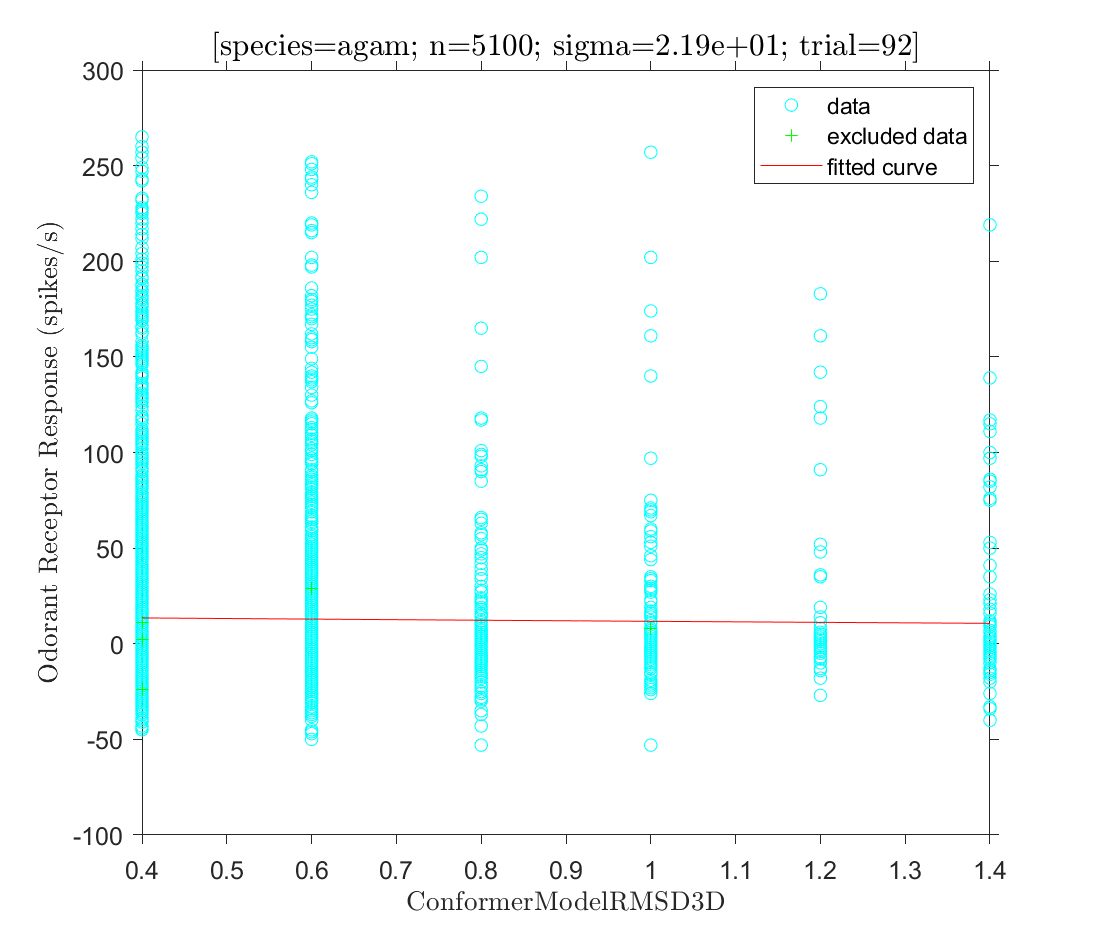 [species=agam; n=5100; sigma=2.19e+01; trial=92]
300
250
200
150
100
50
0
-50
-100
Odorant Receptor Response (spikes/s)
data
excluded data
fitted curve
0.4 0.5 0.6 0.7 0.8 0.9 1 1.1 1.2 1.3 1.4
ConformerModelRMSD3D